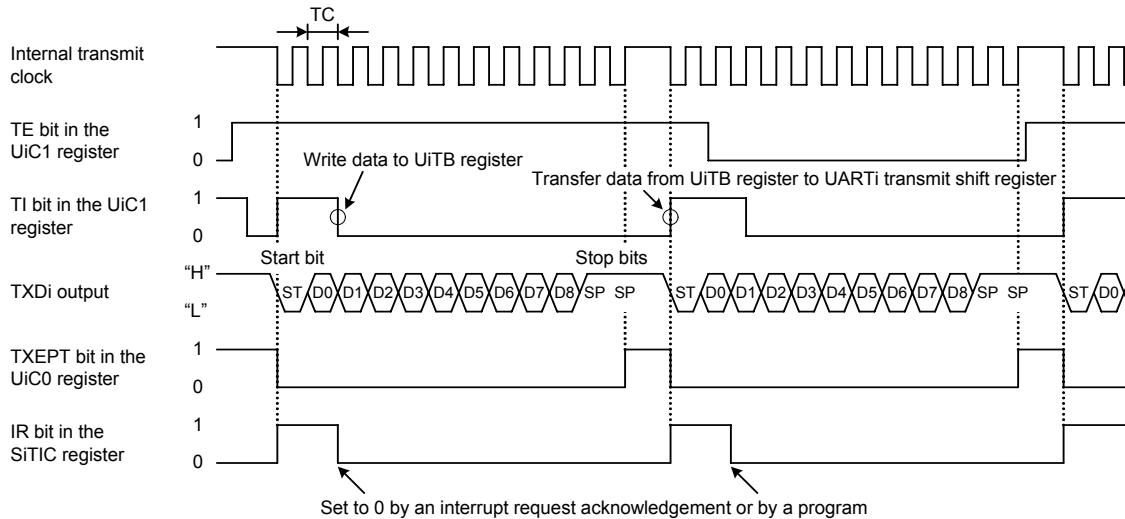 TC
Internal transmit
clock
TE bit in the
UiC1 register
1
0
Write data to UiTB register
Transfer data from UiTB register to UARTi transmit shift register
TI bit in the UiC1
register
1
0
Start bit
Stop bits
TXDi output
“H”
“L”
ST D0 D1 D2 D3 D4 D5 D6 D7 D8 SP SP ST D0 D1 D2 D3 D4 D5 D6 D7 D8 SP SP ST D0
TXEPT bit in the
UiC0 register
1
0
IR bit in the
SiTIC register
1
0
Set to 0 by an interrupt request acknowledgement or by a program